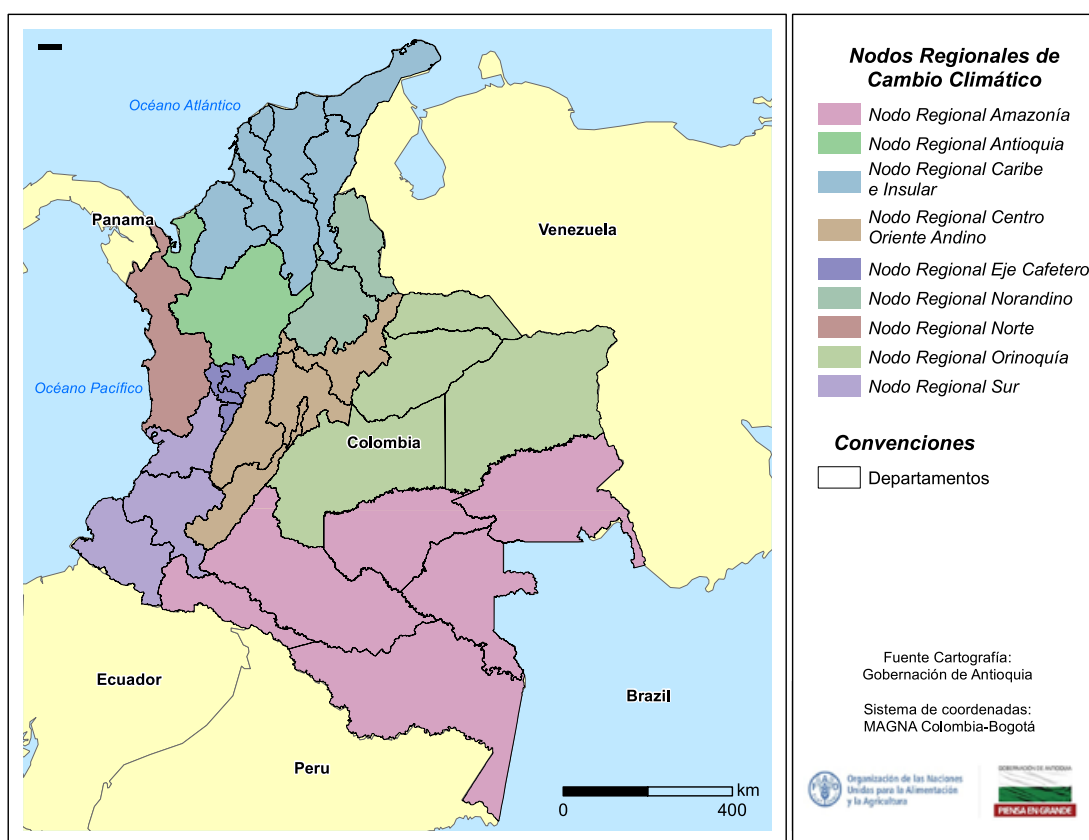 Océano Atlántico
Panama
Venezuela
Océano Pacífico
Colombia
Ecuador
Brazil
Peru
km
0
400
Nodos Regionales de
Cambio Climático
Nodo Regional Amazonía
Nodo Regional Antioquia
Nodo Regional Caribe
e Insular
Nodo Regional Centro
Oriente Andino
Nodo Regional Eje Cafetero
Nodo Regional Norandino
Nodo Regional Norte
Nodo Regional Orinoquía
Nodo Regional Sur
Convenciones
Departamentos
Fuente Cartografía:
Gobernación de Antioquia
Sistema de coordenadas:
MAGNA Colombia-Bogotá
Organización de las Naciones
Unidas para la Alimentación
y la Agricultura
GOBERNACIÓN DE ANTIOQUIA
PIENSA EN GRANDE